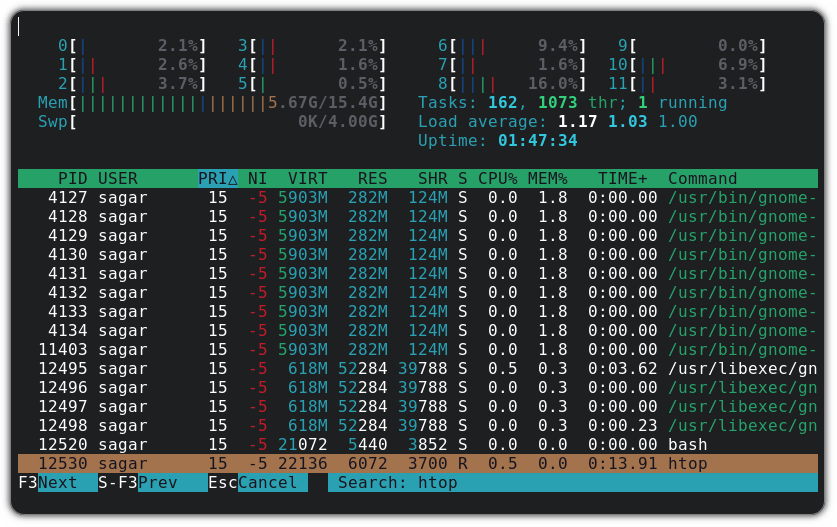 0[| 2.1%] 3[|| 2.1%] 6[||| 9.4%] 9[ 0.0%]
1[|| 2.6%] 4[|| 1.6%] 7[|| 1.6%] 10[||| 6.9%]
2[||| 3.7%] 5[| 0.5%] 8[|||| 16.0%] 11[|| 3.1%]
Mem[|||||||||||||||||||5.67G/15.4G] Tasks: 162, 1073 thr; 1 running
Swp[ 0K/4.00G] Load average: 1.17 1.03 1.00
Uptime: 01:47:34
PID USER PRI△ NI VIRT RES SHR S CPU% MEM% TIME+ Command
4127 sagar 15 -5 5903M 282M 124M S 0.0 1.8 0:00.00 /usr/bin/gnome-
4128 sagar 15 -5 5903M 282M 124M S 0.0 1.8 0:00.00 /usr/bin/gnome-
4129 sagar 15 -5 5903M 282M 124M S 0.0 1.8 0:00.00 /usr/bin/gnome-
4130 sagar 15 -5 5903M 282M 124M S 0.0 1.8 0:00.00 /usr/bin/gnome-
4131 sagar 15 -5 5903M 282M 124M S 0.0 1.8 0:00.00 /usr/bin/gnome-
4132 sagar 15 -5 5903M 282M 124M S 0.0 1.8 0:00.00 /usr/bin/gnome-
4133 sagar 15 -5 5903M 282M 124M S 0.0 1.8 0:00.00 /usr/bin/gnome-
4134 sagar 15 -5 5903M 282M 124M S 0.0 1.8 0:00.00 /usr/bin/gnome-
11403 sagar 15 -5 5903M 282M 124M S 0.0 1.8 0:00.00 /usr/bin/gnome-
12495 sagar 15 -5 618M 52284 39788 S 0.5 0.3 0:03.62 /usr/libexec/gn
12496 sagar 15 -5 618M 52284 39788 S 0.0 0.3 0:00.00 /usr/libexec/gn
12497 sagar 15 -5 618M 52284 39788 S 0.0 0.3 0:00.00 /usr/libexec/gn
12498 sagar 15 -5 618M 52284 39788 S 0.0 0.3 0:00.23 /usr/libexec/gn
12520 sagar 15 -5 21072 5440 3852 S 0.0 0.0 0:00.00 bash
12530 sagar 15 -5 22136 6072 3700 R 0.5 0.0 0:13.91 htop
F3Next S-F3Prev EscCancel Search: htop